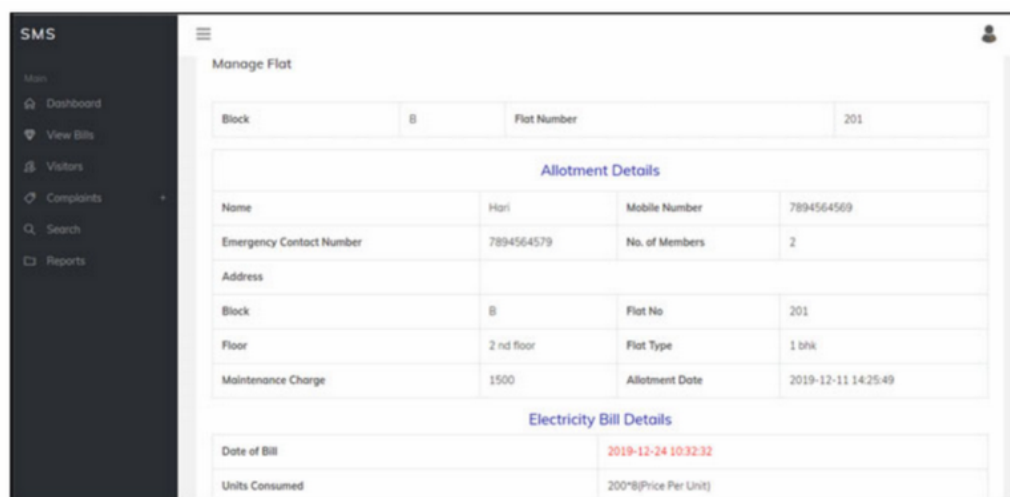 SMS
Main
Dashboard
View Bills
Visitors
Complaints +
Search
Reports
Manage Flat
Block B Flat Number 201
Allotment Details
Name Hari Mobile Number 7894564569
Emergency Contact Number 7894564579 No. of Members 2
Address
Block B Flat No 201
Floor 2 nd floor Flat Type 1 bhk
Maintenance Charge 1500 Allotment Date 2019-12-11 14:25:49
Electricity Bill Details
Date of Bill 2019-12-24 10:32:32
Units Consumed 200*8(Price Per Unit)